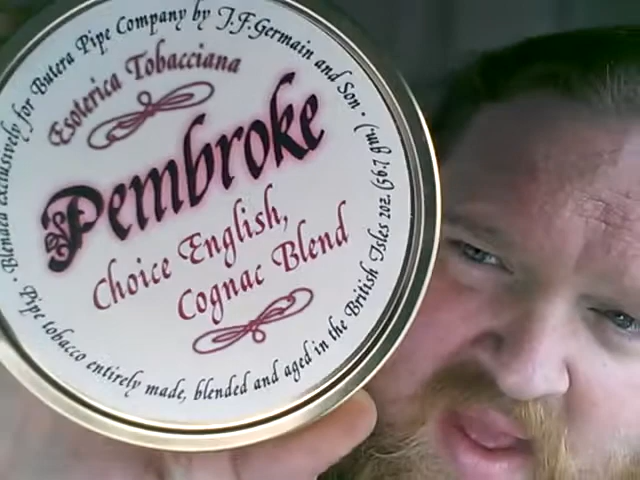 Blended exclusively for Butera Pipe Company by J.F.Germain and Son · 2oz. (56.7 gm.)
Esoterica Tobacciana
Pembroke
Choice English,
Cognac Blend
· Pipe tobacco entirely made, blended and aged in the British Isles